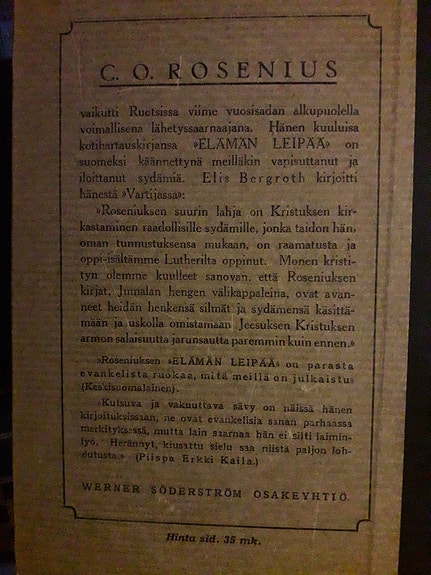 C. O. ROSENIUS
vaikutti Ruotsissa viime vuosisadan alkupuolella
voimallisena lähetyssaarnaajana. Hänen kuuluisa
kotihartauskirjansa »ELÄMÄN LEIPÄÄ» on
suomeksi käännettynä meilläkin vapisuttanut ja
iloittanut sydämiä. Elis Bergroth kirjoitti
hänestä »Vartijassa»:
»Roseniuksen suurin lahja on Kristuksen kir-
kastaminen raadollisille sydämille, jonka taidon hän,
oman tunnustuksensa mukaan, on raamatusta ja
oppi-isältämme Lutherilta oppinut. Monen kristi-
tyn olemme kuulleet sanovan, että Roseniuksen
kirjat, Jumalan hengen välikappaleina, ovat avan-
neet heidän henkensä silmät ja sydämensä käsittä-
mään ja uskolla omistamaan Jeesuksen Kristuksen
armon salaisuutta jarunsautta paremmin kuin ennen.»
»Roseniuksen »ELÄMÄN LEIPÄÄ» on parasta
evankelista ruokaa, mitä meillä on julkaistu»
(Keskisuomalainen).
»Kutsuva ja vakuuttava sävy on näissä hänen
kirjoituksissaan, ne ovat evankelisia sanan parhaassa
merkityksessä, mutta lain saarnaa hän ei silti laimin-
lyö. Herännyt, kiusattu sielu saa niistä paljon loh-
dutusta.» (Piispa Erkki Kaila.)
WERNER SÖDERSTRÖM OSAKEYHTIÖ.
Hinta sid. 35 mk.